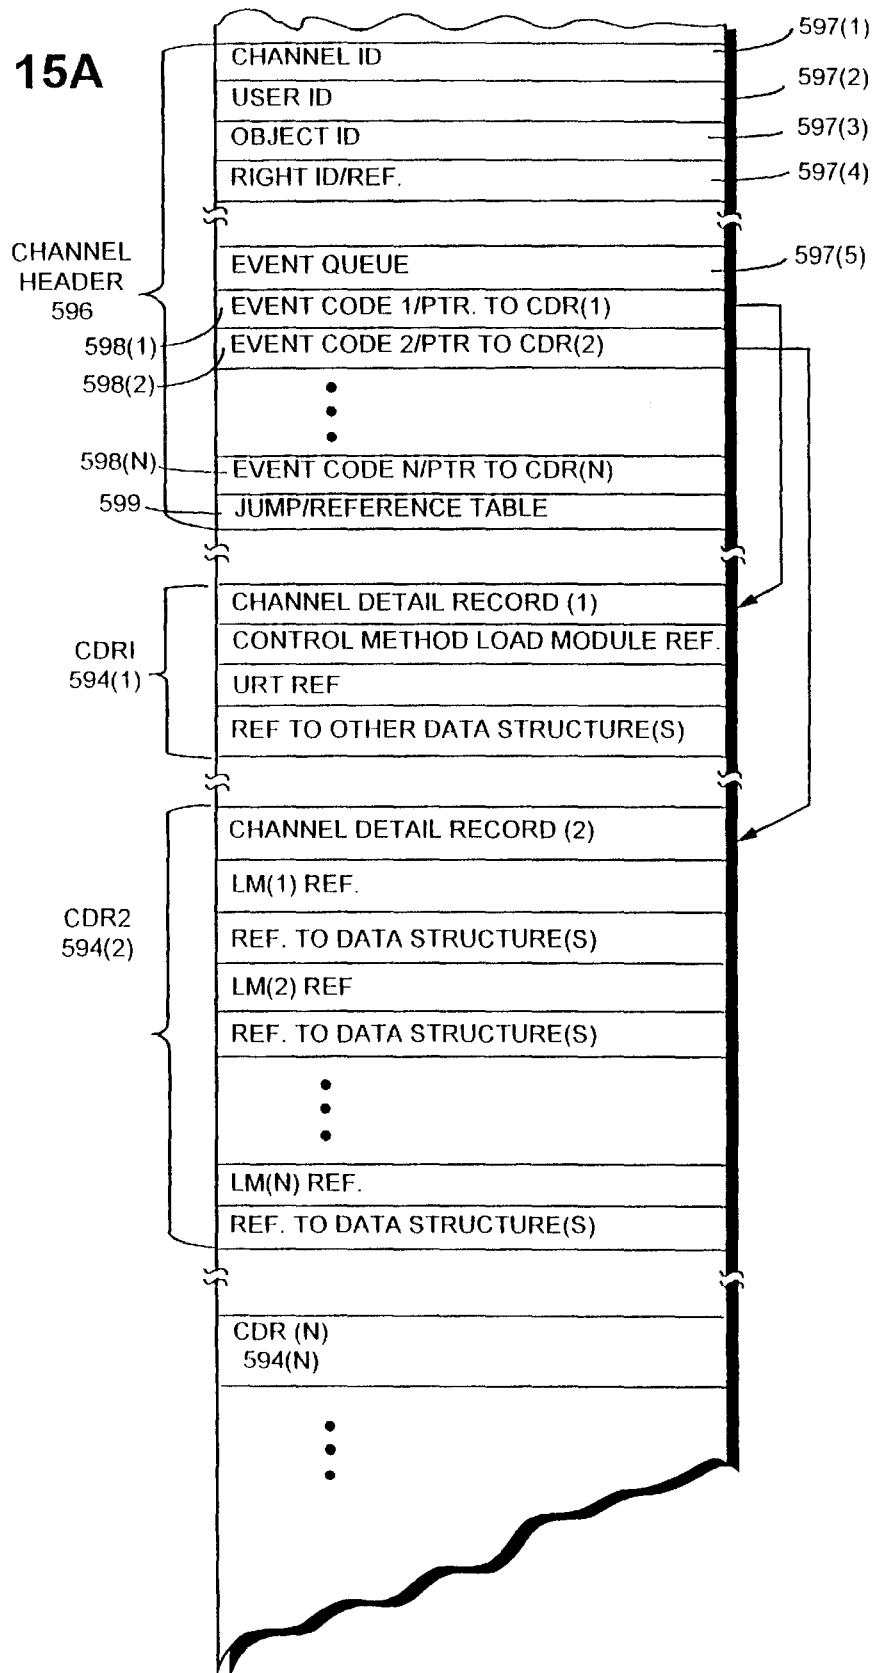 15A
CHANNEL ID
597(1)
USER ID
597(2)
OBJECT ID
597(3)
RIGHT ID/REF.
597(4)
CHANNEL
HEADER
596
EVENT QUEUE
597(5)
598(1)
EVENT CODE 1/PTR. TO CDR(1)
598(2)
EVENT CODE 2/PTR TO CDR(2)
598(N)
EVENT CODE N/PTR TO CDR(N)
599
JUMP/REFERENCE TABLE
CDRI
594(1)
CHANNEL DETAIL RECORD (1)
CONTROL METHOD LOAD MODULE REF.
URT REF
REF TO OTHER DATA STRUCTURE(S)
CDR2
594(2)
CHANNEL DETAIL RECORD (2)
LM(1) REF.
REF. TO DATA STRUCTURE(S)
LM(2) REF
REF. TO DATA STRUCTURE(S)
LM(N) REF.
REF. TO DATA STRUCTURE(S)
CDR (N)
594(N)